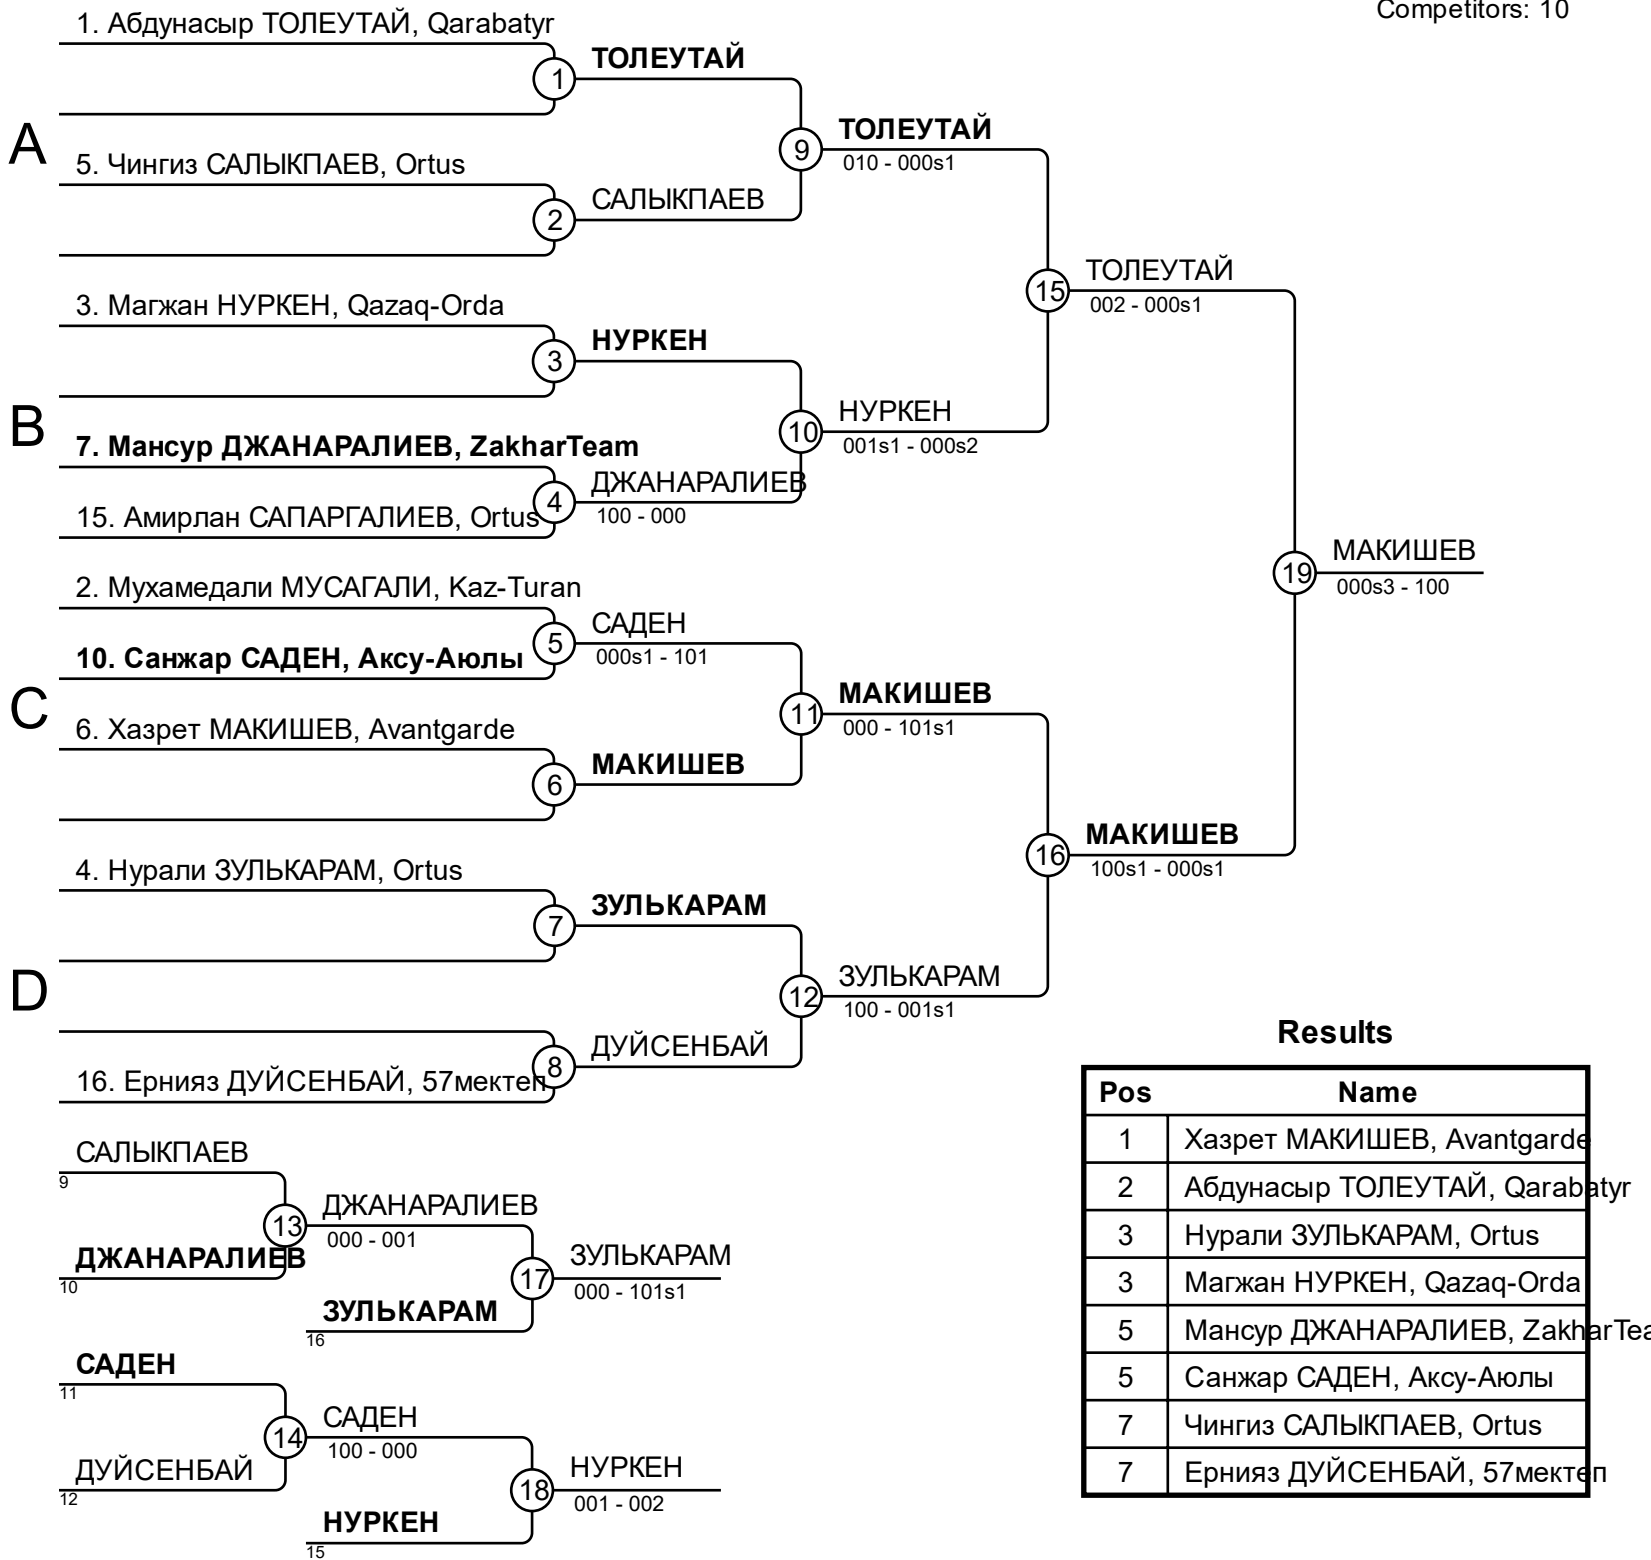 Competitors: 10
1. Абдунасыр ТОЛЕУТАЙ, Qarabatyr
ТОЛЕУТАЙ
1
A
ТОЛЕУТАЙ
9
010 - 000s1
5. Чингиз САЛЫКПАЕВ, Ortus
САЛЫКПАЕВ
2
ТОЛЕУТАЙ
15
002 - 000s1
3. Магжан НУРКЕН, Qazaq-Orda
НУРКЕН
3
B
НУРКЕН
10
001s1 - 000s2
7. Мансур ДЖАНАРАЛИЕВ, ZakharTeam
ДЖАНАРАЛИЕВ
4
100 - 000
15. Амирлан САПАРГАЛИЕВ, Ortus
МАКИШЕВ
19
000s3 - 100
2. Мухамедали МУСАГАЛИ, Kaz-Turan
САДЕН
5
000s1 - 101
10. Санжар САДЕН, Аксу-Аюлы
C
МАКИШЕВ
11
000 - 101s1
6. Хазрет МАКИШЕВ, Avantgarde
МАКИШЕВ
6
МАКИШЕВ
16
100s1 - 000s1
4. Нурали ЗУЛЬКАРАМ, Ortus
ЗУЛЬКАРАМ
7
D
ЗУЛЬКАРАМ
12
100 - 001s1
ДУЙСЕНБАЙ
8
16. Ернияз ДУЙСЕНБАЙ, 57мектеп
САЛЫКПАЕВ
9
ДЖАНАРАЛИЕВ
13
000 - 001
ДЖАНАРАЛИЕВ
10
ЗУЛЬКАРАМ
17
000 - 101s1
ЗУЛЬКАРАМ
16
САДЕН
11
САДЕН
14
100 - 000
ДУЙСЕНБАЙ
12
НУРКЕН
18
001 - 002
НУРКЕН
15
Results
Pos Name
1 Хазрет МАКИШЕВ, Avantgarde
2 Абдунасыр ТОЛЕУТАЙ, Qarabatyr
3 Нурали ЗУЛЬКАРАМ, Ortus
3 Магжан НУРКЕН, Qazaq-Orda
5 Мансур ДЖАНАРАЛИЕВ, ZakharTea
5 Санжар САДЕН, Аксу-Аюлы
7 Чингиз САЛЫКПАЕВ, Ortus
7 Ернияз ДУЙСЕНБАЙ, 57мектеп